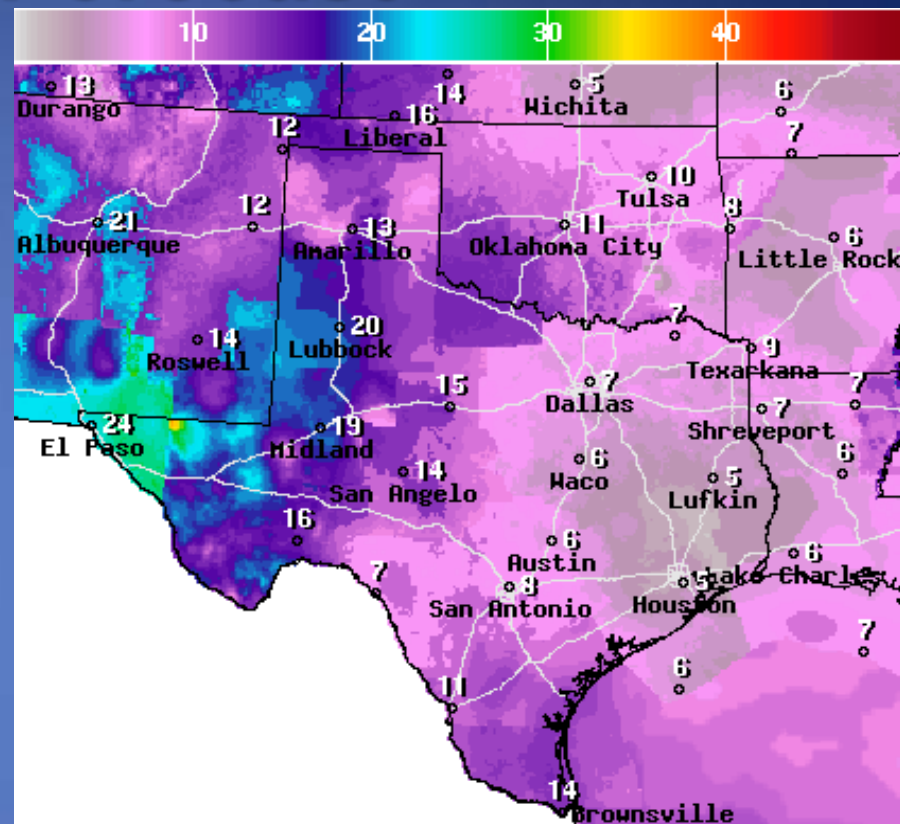 10 20 30 40
13
Durango
14
16
Liberal
5
Wichita
6
7
12
10
Tulsa
21
Albuquerque
12
13
Amarillo
11
Oklahoma City
8
6
Little Rock
14
Roswell
20
Lubbock
7
9
Texarkana
15
7
Dallas
7
Shreveport
7
24
El Paso
19
Midland
14
San Angelo
6
Waco
5
Lufkin
6
16
6
Austin
6
Lake Charles
7
8
San Antonio
5
Houston
7
11
6
14
Brownsville